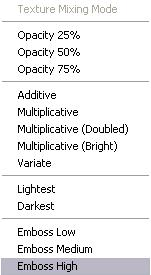 Texture Mixing Mode
Opacity 25%
Opacity 50%
Opacity 75%
Additive
Multiplicative
Multiplicative (Doubled)
Multiplicative (Bright)
Variate
Lightest
Darkest
Emboss Low
Emboss Medium
Emboss High